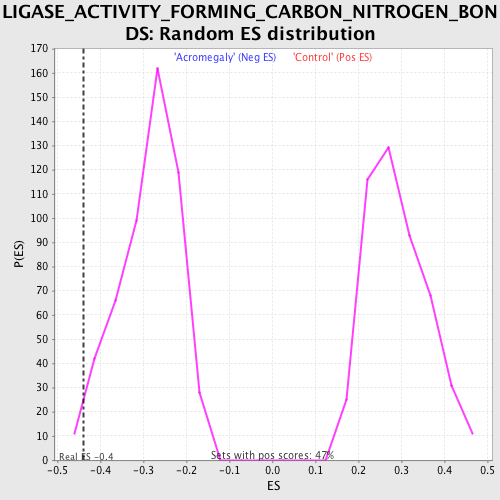 LIGASE_ACTIVITY_FORMING_CARBON_NITROGEN_BON
DS: Random ES distribution
'Acromegaly' (Neg ES) 'Control' (Pos ES)
170
160
150
140
130
120
110
100
90
80
70
60
50
40
30
20
10
0
P(ES)
Real ES -0.4 Sets with pos scores: 47%
-0.5 -0.4 -0.3 -0.2 -0.1 0.0 0.1 0.2 0.3 0.4 0.5
ES